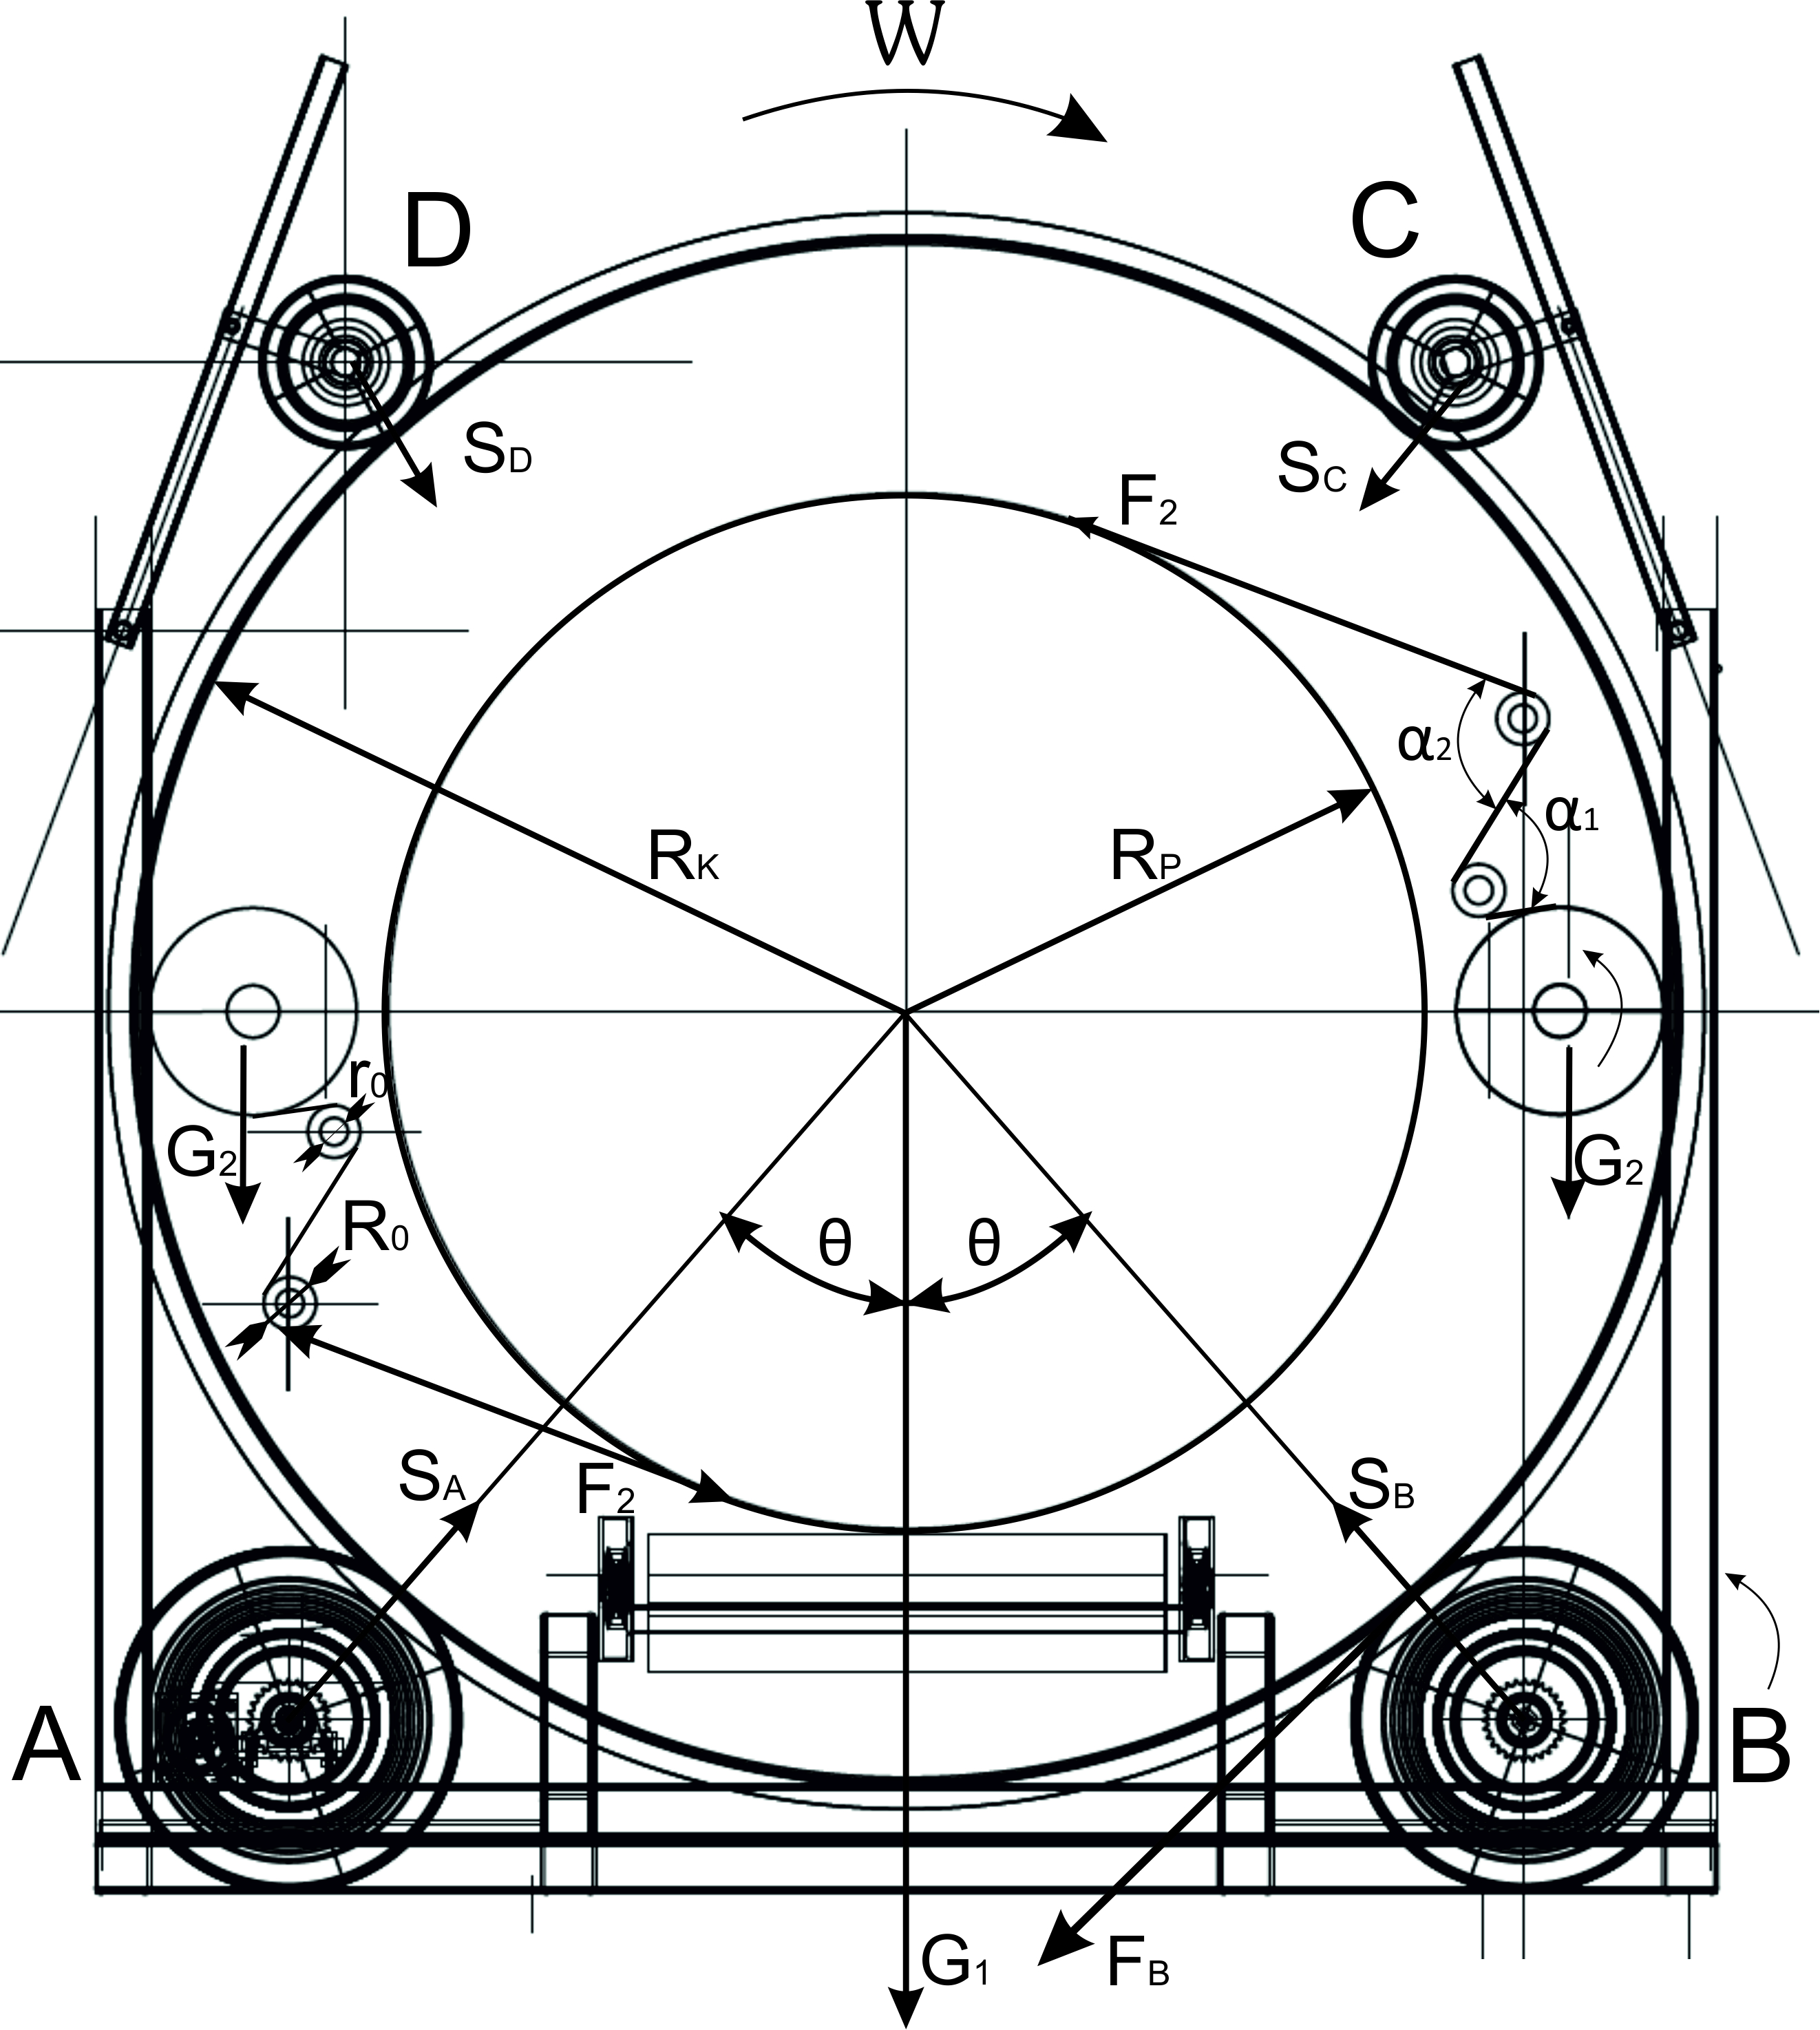 W
D
C
SD
SC
F2
α2
α1
RK
RP
r0
G2
G2
R0
θ θ
SA
SB
F2
A
B
G1
FB